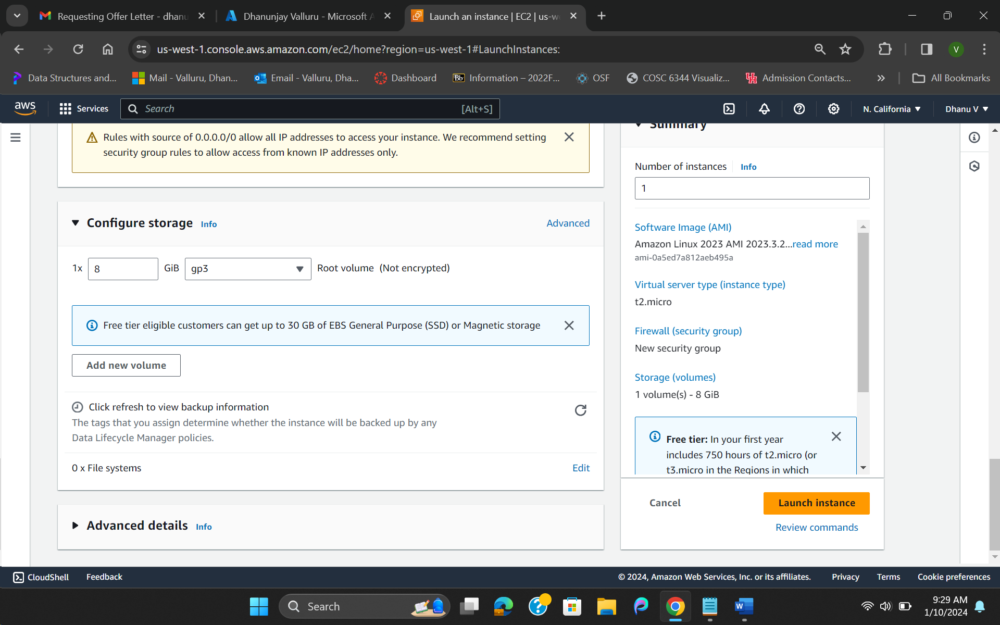 Requesting Offer Letter - dhanu
Dhanunjay Valluru - Microsoft A
Launch an instance | EC2 | us-we
us-west-1.console.aws.amazon.com/ec2/home?region=us-west-1#LaunchInstances:
V
Data Structures and...
Mail - Valluru, Dhan...
Email - Valluru, Dha...
Dashboard
Bb
Information – 2022F...
OSF
COSC 6344 Visualiz...
Admission Contacts...
All Bookmarks
aws
Services
Search
[Alt+S]
N. California
Dhanu V
Rules with source of 0.0.0.0/0 allow all IP addresses to access your instance. We recommend setting
security group rules to allow access from known IP addresses only.
Configure storage Info
Advanced
1x 8 GiB gp3 Root volume (Not encrypted)
Free tier eligible customers can get up to 30 GB of EBS General Purpose (SSD) or Magnetic storage
Add new volume
Click refresh to view backup information
The tags that you assign determine whether the instance will be backed up by any
Data Lifecycle Manager policies.
0 x File systems
Edit
Advanced details Info
Summary
Number of instances Info
1
Software Image (AMI)
Amazon Linux 2023 AMI 2023.3.2...read more
ami-0a5ed7a812aeb495a
Virtual server type (instance type)
t2.micro
Firewall (security group)
New security group
Storage (volumes)
1 volume(s) - 8 GiB
Free tier: In your first year
includes 750 hours of t2.micro (or
t3.micro in the Regions in which
Cancel
Launch instance
Review commands
CloudShell
Feedback
© 2024, Amazon Web Services, Inc. or its affiliates.
Privacy
Terms
Cookie preferences
Search
9:29 AM
1/10/2024